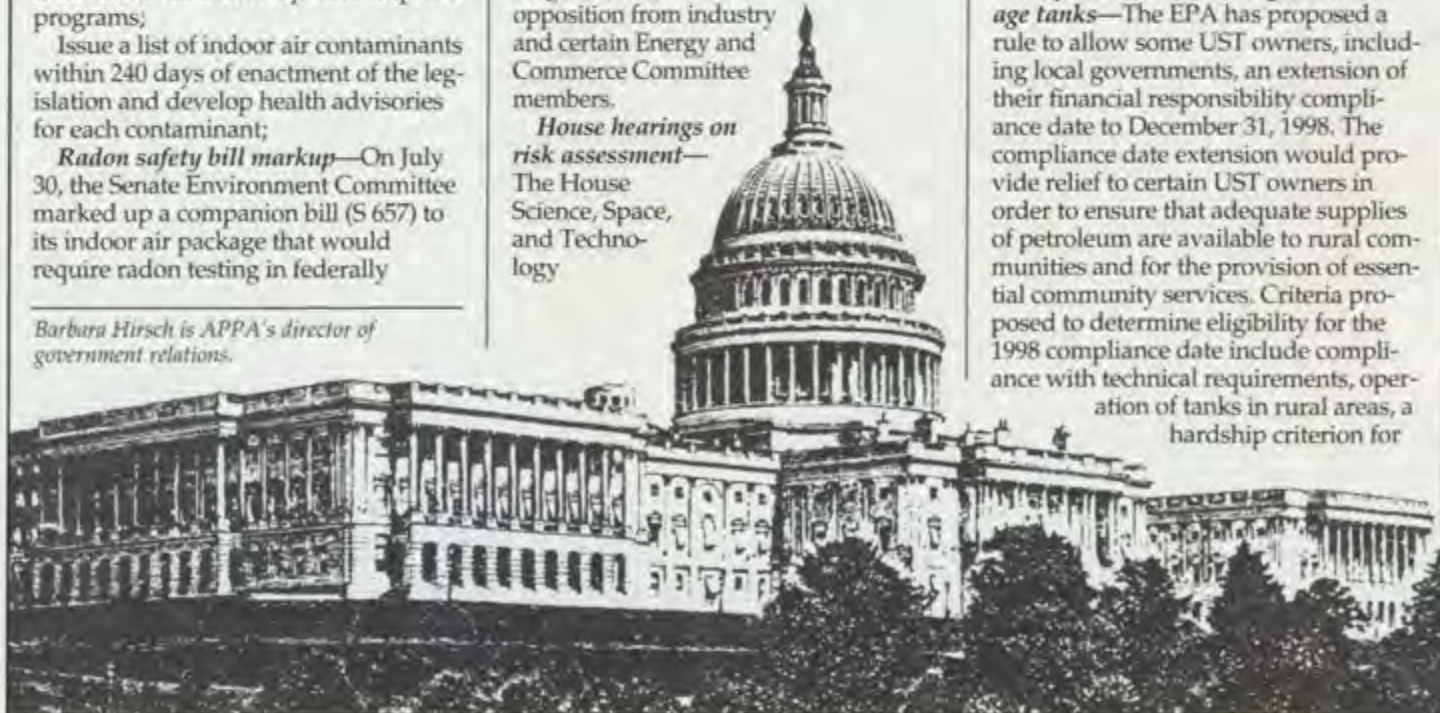 programs;
Issue a list of indoor air contaminants
within 240 days of enactment of the leg-
islation and develop health advisories
for each contaminant;
Radon safety bill markup—On July
30, the Senate Environment Committee
marked up a companion bill (S 657) to
its indoor air package that would
require radon testing in federally
Barbara Hirsch is APPA's director of
government relations.
opposition from industry
and certain Energy and
Commerce Committee
members.
House hearings on
risk assessment—
The House
Science, Space,
and Techno-
logy
age tanks—The EPA has proposed a
rule to allow some UST owners, includ-
ing local governments, an extension of
their financial responsibility compli-
ance date to December 31, 1998. The
compliance date extension would pro-
vide relief to certain UST owners in
order to ensure that adequate supplies
of petroleum are available to rural com-
munities and for the provision of essen-
tial community services. Criteria pro-
posed to determine eligibility for the
1998 compliance date include compli-
ance with technical requirements, oper-
ation of tanks in rural areas, a
hardship criterion for